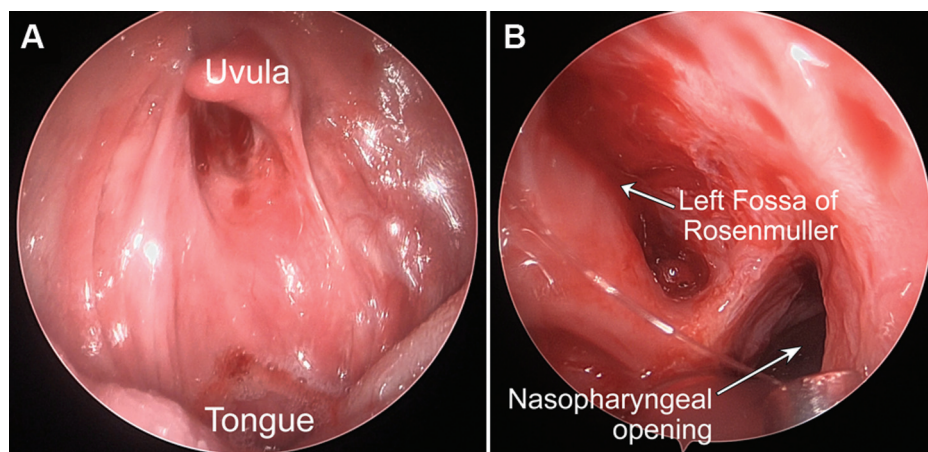 A
Uvula
Tongue
B
Left Fossa of
Rosenmuller
Nasopharyngeal
opening